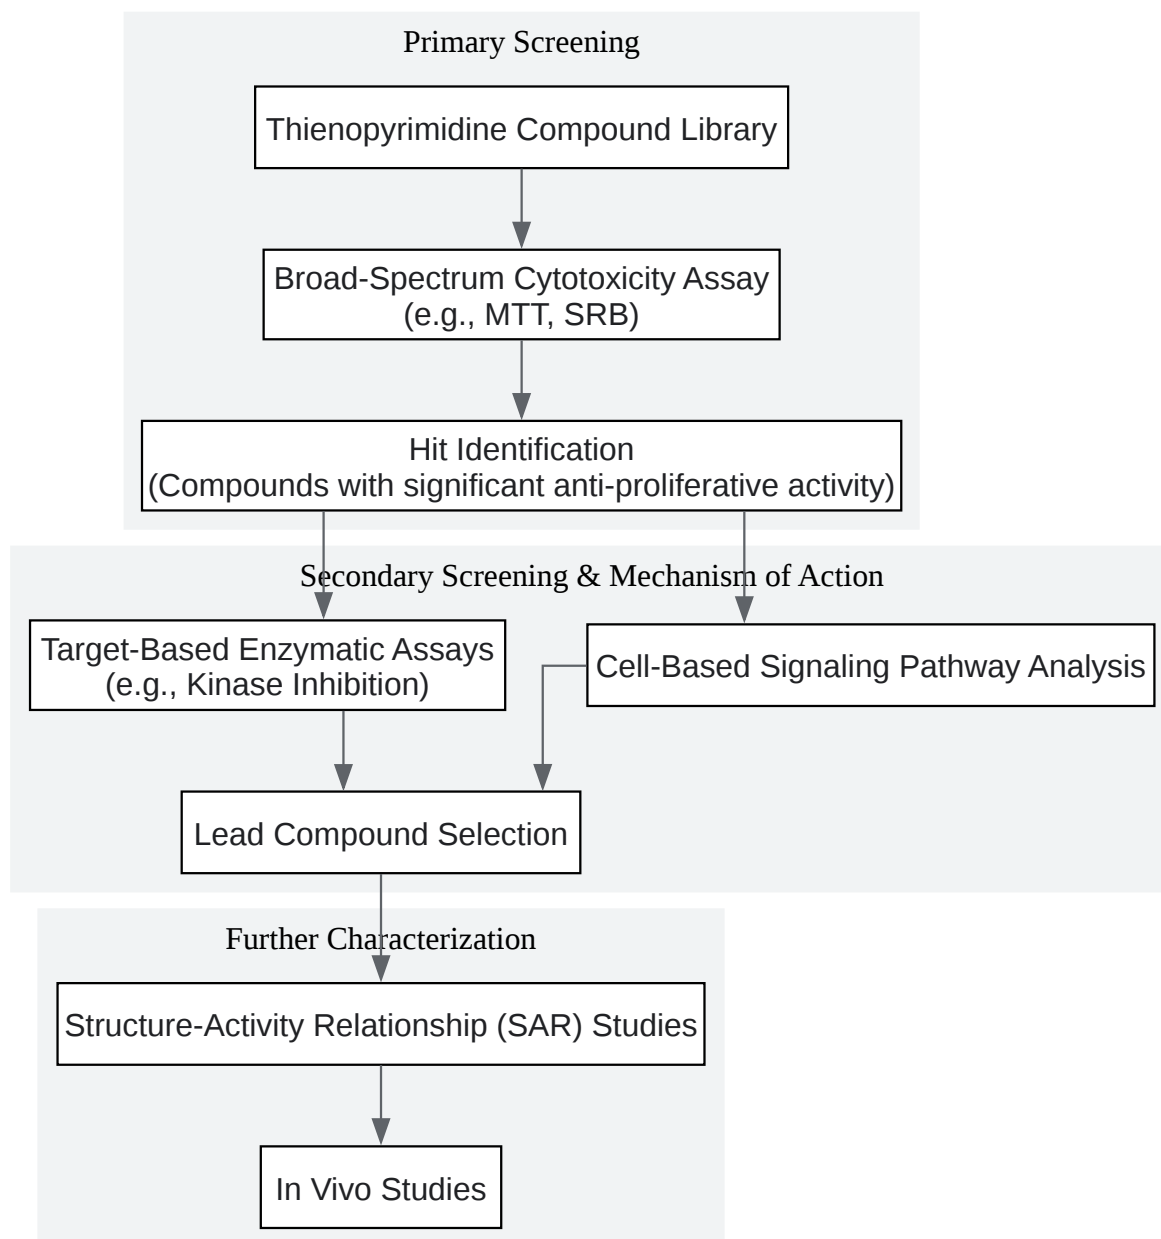 Primary Screening
Thienopyrimidine Compound Library
Broad-Spectrum Cytotoxicity Assay
(e.g., MTT, SRB)
Hit Identification
(Compounds with significant anti-proliferative activity)
Secondary Screening & Mechanism of Action
Target-Based Enzymatic Assays
(e.g., Kinase Inhibition)
Cell-Based Signaling Pathway Analysis
Lead Compound Selection
Further Characterization
Structure-Activity Relationship (SAR) Studies
In Vivo Studies